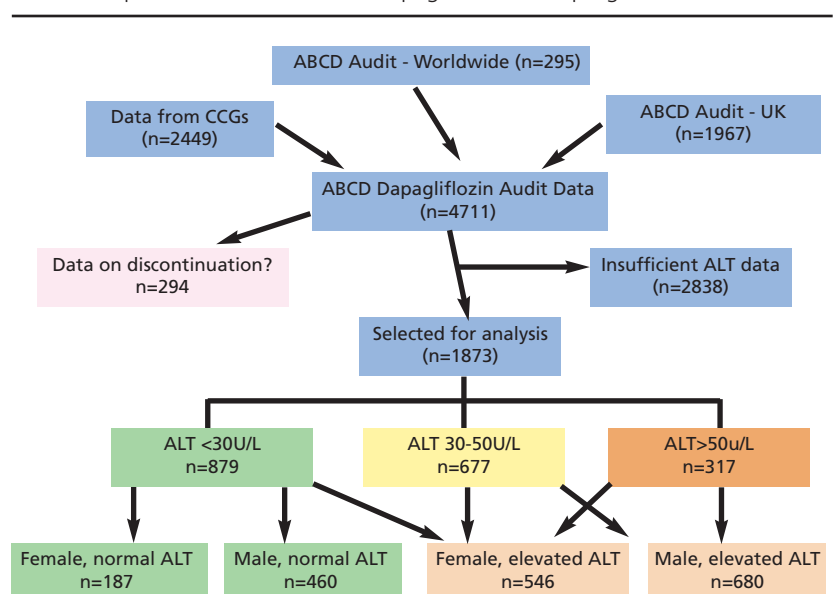 ABCD Audit - Worldwide (n=295)
Data from CCGs
(n=2449)
ABCD Audit - UK
(n=1967)
ABCD Dapagliflozin Audit Data
(n=4711)
Data on discontinuation?
n=294
Insufficient ALT data
(n=2838)
Selected for analysis
(n=1873)
ALT <30U/L
n=879
ALT 30-50U/L
n=677
ALT>50u/L
n=317
Female, normal ALT
n=187
Male, normal ALT
n=460
Female, elevated ALT
n=546
Male, elevated ALT
n=680